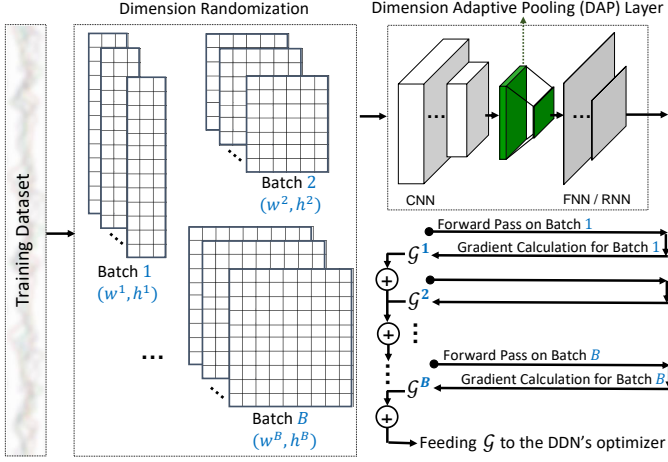 Dimension Randomization
Dimension Adaptive Pooling (DAP) Layer
Training Dataset
Batch 1
(w¹, h¹)
Batch 2
(w², h²)
...
Batch B
(wᴮ, hᴮ)
CNN
...
...
FNN / RNN
Forward Pass on Batch 1
Gradient Calculation for Batch 1
𝒢¹
+
𝒢²
+
Forward Pass on Batch B
Gradient Calculation for Batch B
𝒢ᴮ
+
Feeding 𝒢 to the DDN's optimizer